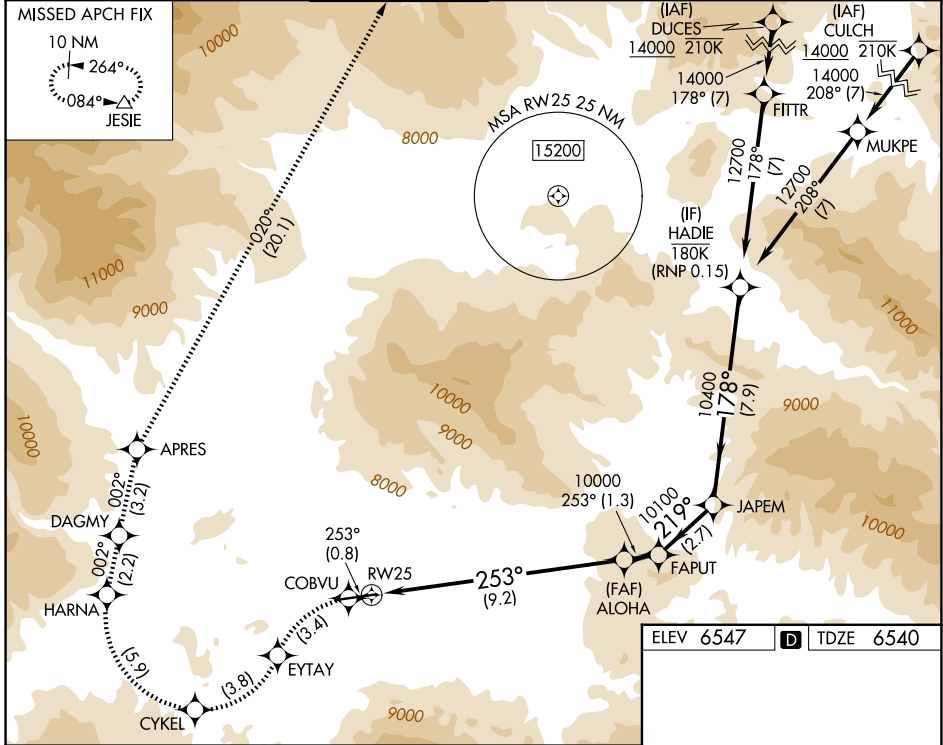 MISSED APCH FIX
10 NM
264°
084°
JESIE
10000
(IAF)
DUCES
14000 210K
14000
178° (7)
(IAF)
CULCH
14000 210K
14000
208° (7)
FITTR
MUKPE
8000
MSA RW25 25 NM
15200
12700
178°
(7)
12700
208°
(7)
(IF)
HADIE
180K
(RNP 0.15)
020°
(20.1)
11000
9000
11000
10400
178°
(7.9)
10000
9000
8000
9000
10000
10000
APRES
002°
(3.2)
DAGMY
002°
(2.2)
HARNA
(5.9)
CYKEL
(3.8)
EYTAY
(3.4)
COBVU
253°
(0.8)
RW25
253°
(9.2)
10000
253° (1.3)
10100
219°
(2.7)
JAPEM
FAPUT
(FAF)
ALOHA
9000
ELEV 6547 D TDZE 6540